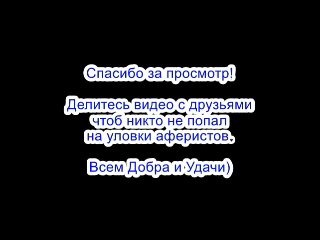 Спасибо за просмотр!
Делитесь видео с друзьями
чтоб никто не попал
на уловки аферистов.
Всем Добра и Удачи)